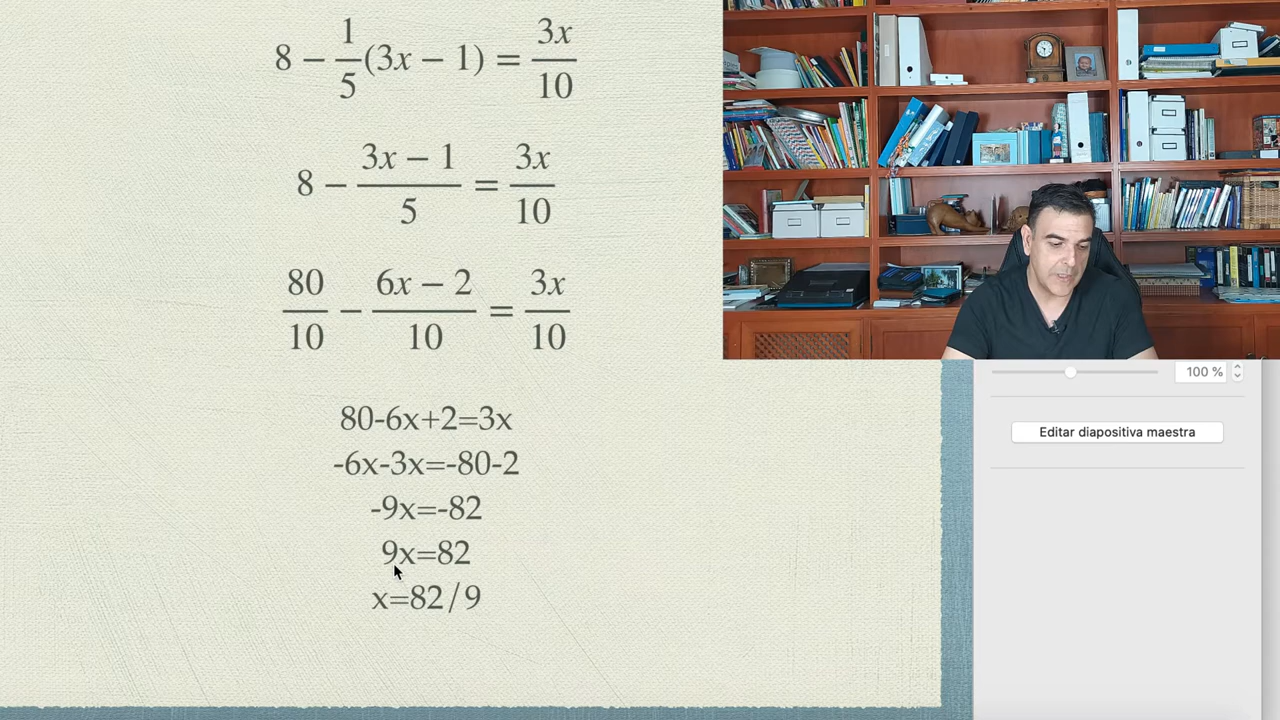 8 − 1/5(3x − 1) = 3x/10
8 − (3x − 1)/5 = 3x/10
80/10 − (6x − 2)/10 = 3x/10
80-6x+2=3x
-6x-3x=-80-2
-9x=-82
9x=82
x=82/9
100 %
Editar diapositiva maestra